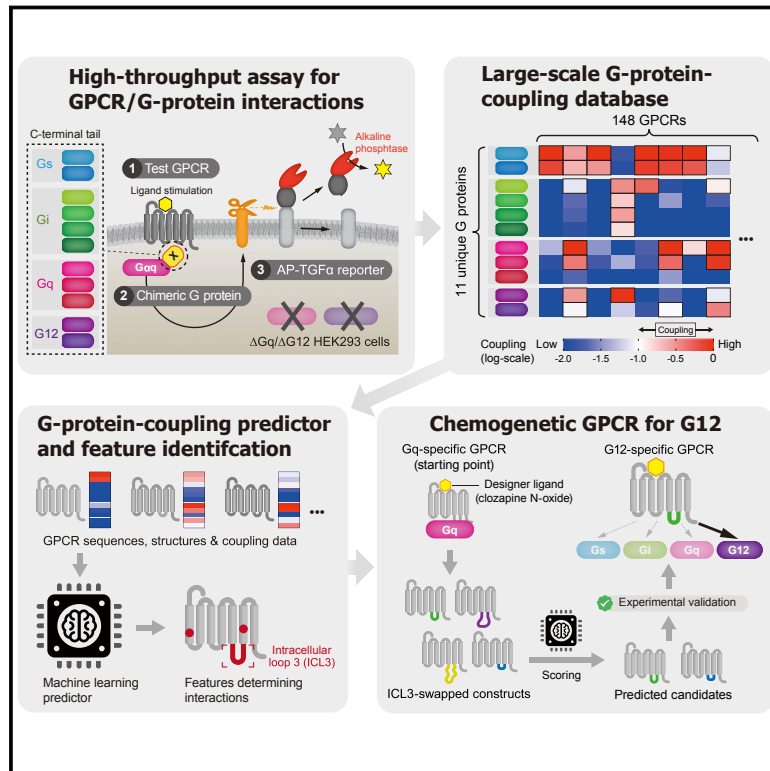 High-throughput assay for
GPCR/G-protein interactions
C-terminal tail
Gs
Gi
Gq
G12
1 Test GPCR
Ligand stimulation
Alkaline
phosphtase
Gαq
2 Chimeric G protein
3 AP-TGFα reporter
ΔGq/ΔG12 HEK293 cells
Large-scale G-protein-
coupling database
148 GPCRs
11 unique G proteins
...
Coupling
Coupling
(log-scale)
Low
High
-2.0
-1.5
-1.0
-0.5
0
G-protein-coupling predictor
and feature identifcation
...
GPCR sequences, structures & coupling data
Machine learning
predictor
Features determining
interactions
Intracellular
loop 3 (ICL3)
Chemogenetic GPCR for G12
Gq-specific GPCR
(starting point)
Designer ligand
(clozapine N-oxide)
Gq
G12-specific GPCR
Gs
Gi
Gq
G12
Experimental validation
ICL3-swapped constructs
Scoring
Predicted candidates